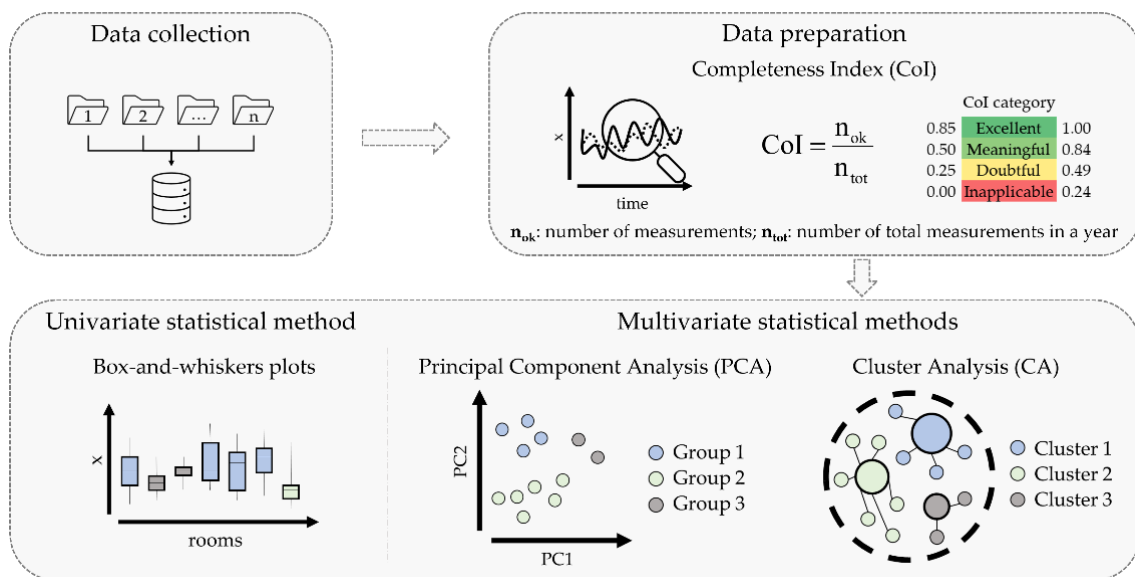 Data collection
1 2 ... n
Data preparation
Completeness Index (CoI)
x
time
CoI = n_ok / n_tot
CoI category
0.85 Excellent 1.00
0.50 Meaningful 0.84
0.25 Doubtful 0.49
0.00 Inapplicable 0.24
n_ok: number of measurements; n_tot: number of total measurements in a year
Univariate statistical method
Box-and-whiskers plots
x
rooms
Multivariate statistical methods
Principal Component Analysis (PCA)
PC2
PC1
Group 1
Group 2
Group 3
Cluster Analysis (CA)
Cluster 1
Cluster 2
Cluster 3